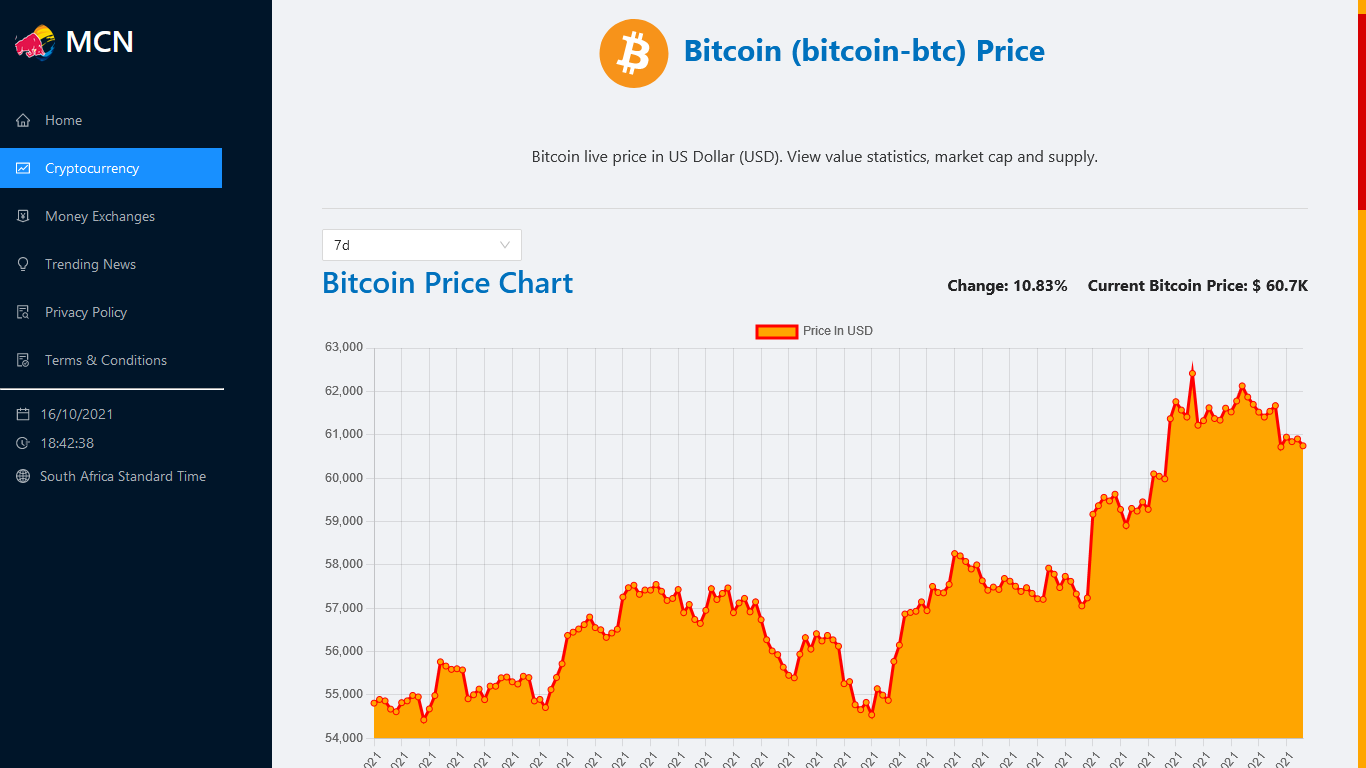 MCN
Home
Cryptocurrency
Money Exchanges
Trending News
Privacy Policy
Terms & Conditions
16/10/2021
18:42:38
South Africa Standard Time
Bitcoin (bitcoin-btc) Price
Bitcoin live price in US Dollar (USD). View value statistics, market cap and supply.
7d
Bitcoin Price Chart
Change: 10.83% Current Bitcoin Price: $ 60.7K
Price In USD
63,000
62,000
61,000
60,000
59,000
58,000
57,000
56,000
55,000
54,000